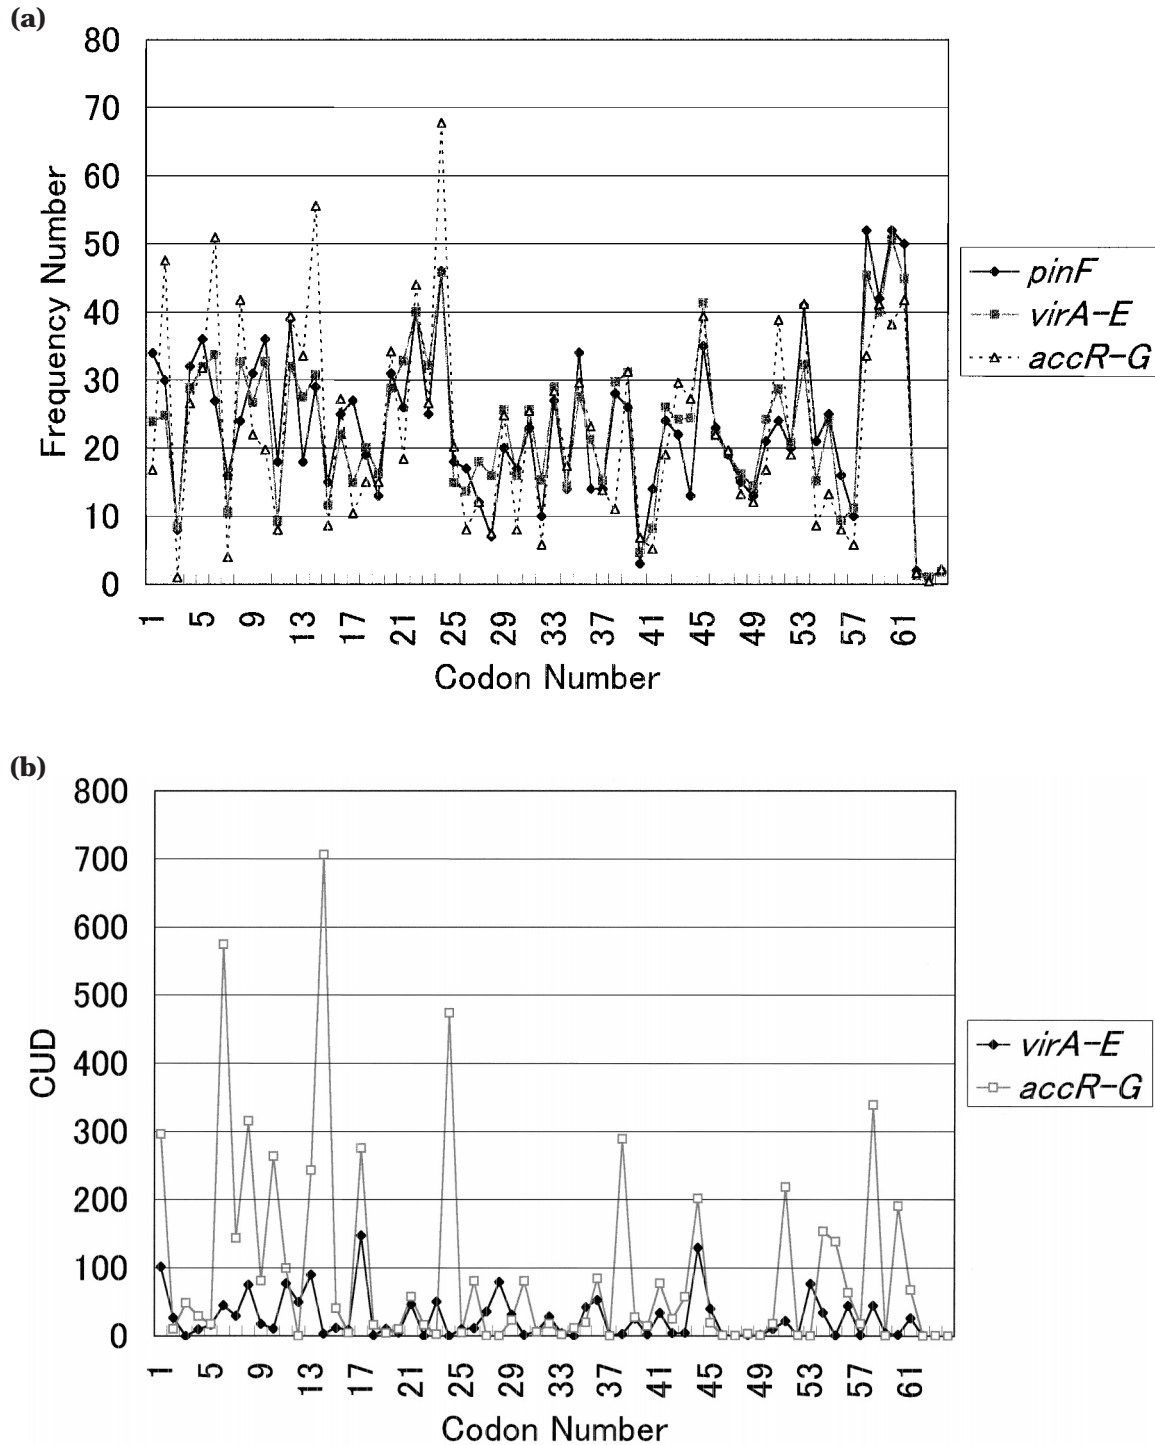 (a)
80
70
60
50
40
30
20
10
0
Frequency Number
1 5 9 13 17 21 25 29 33 37 41 45 49 53 57 61
Codon Number
pinF
virA-E
accR-G
(b)
800
700
600
500
400
300
200
100
0
CUD
1 5 9 13 17 21 25 29 33 37 41 45 49 53 57 61
Codon Number
virA-E
accR-G